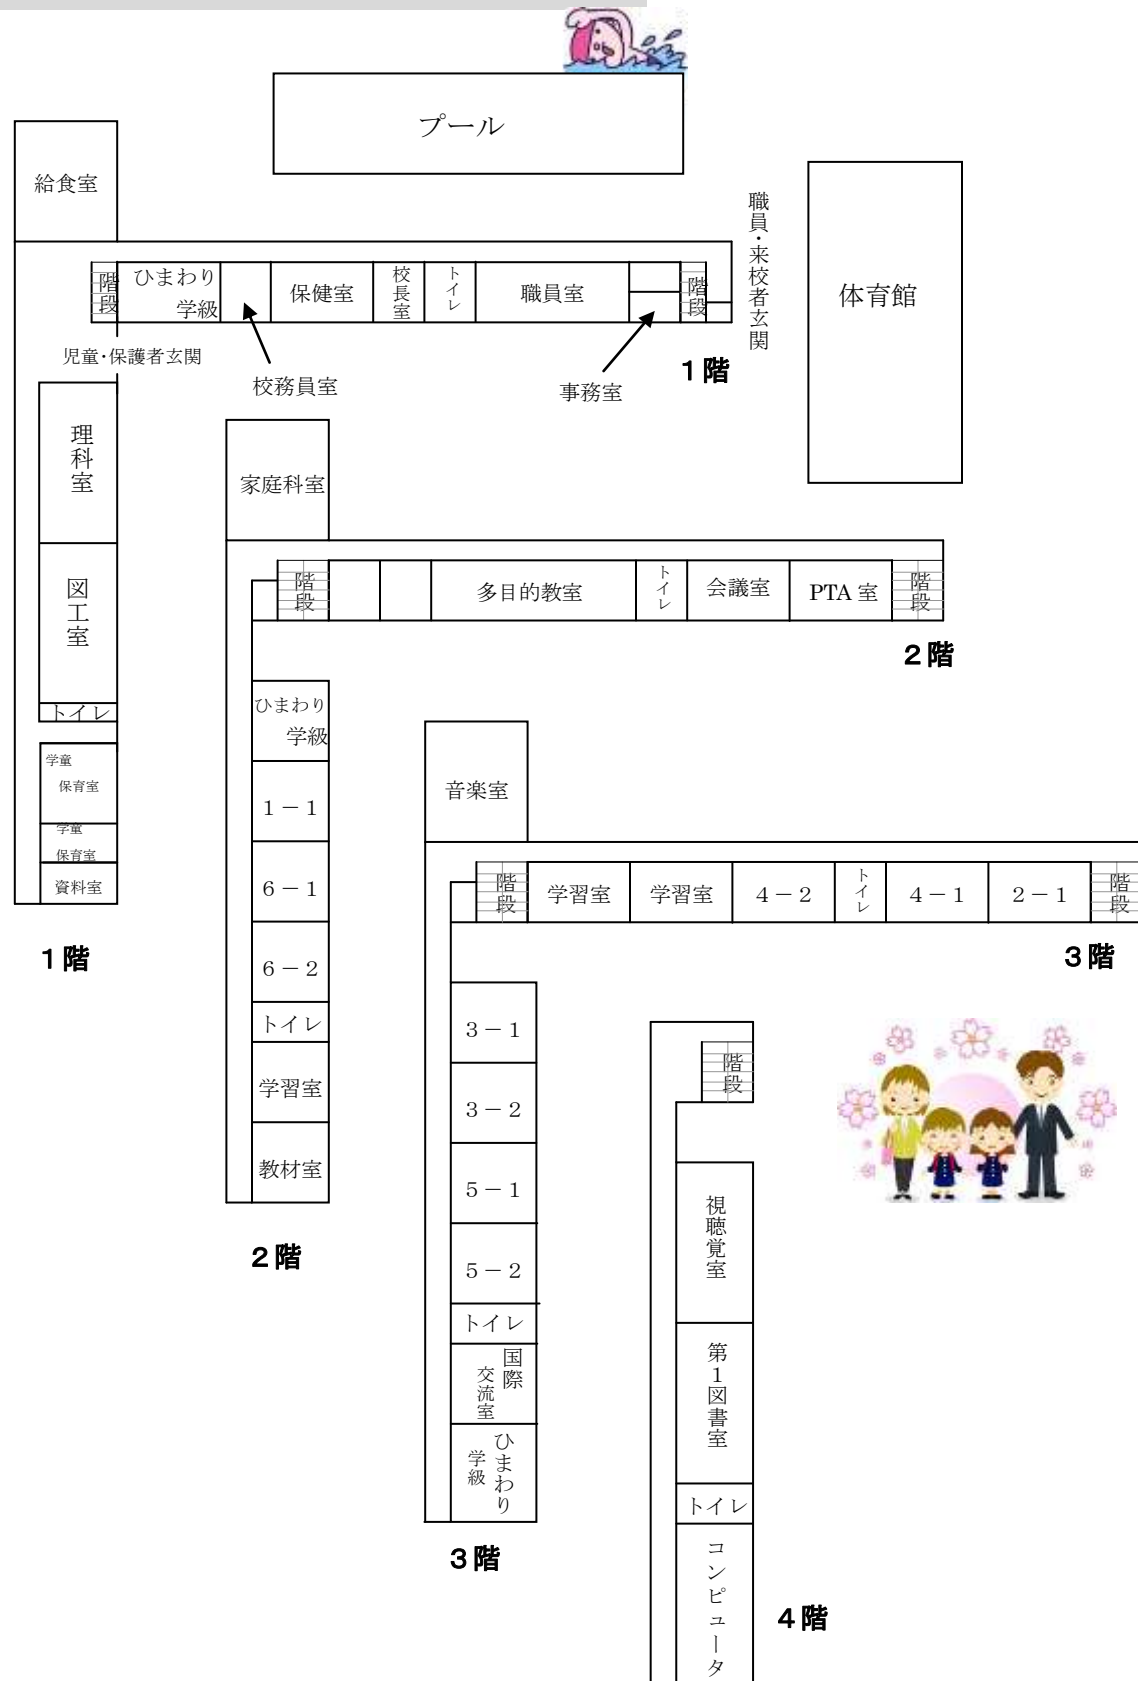 プール
給食室
職員・来校者玄関
体育館
階段
ひまわり
学級
保健室
校長室
トイレ
職員室
階段
児童・保護者玄関
校務員室
事務室
1階
理科室
図工室
トイレ
学童
保育室
学童
保育室
資料室
1階
家庭科室
階段
多目的教室
トイレ
会議室
PTA 室
階段
2階
ひまわり
学級
1－1
6－1
6－2
トイレ
学習室
教材室
2階
音楽室
階段
学習室
学習室
4－2
トイレ
4－1
2－1
階段
3階
3－1
3－2
5－1
5－2
トイレ
国際
交流室
ひまわり
学級
3階
階段
視聴覚室
第1図書室
トイレ
コンピュータ
4階